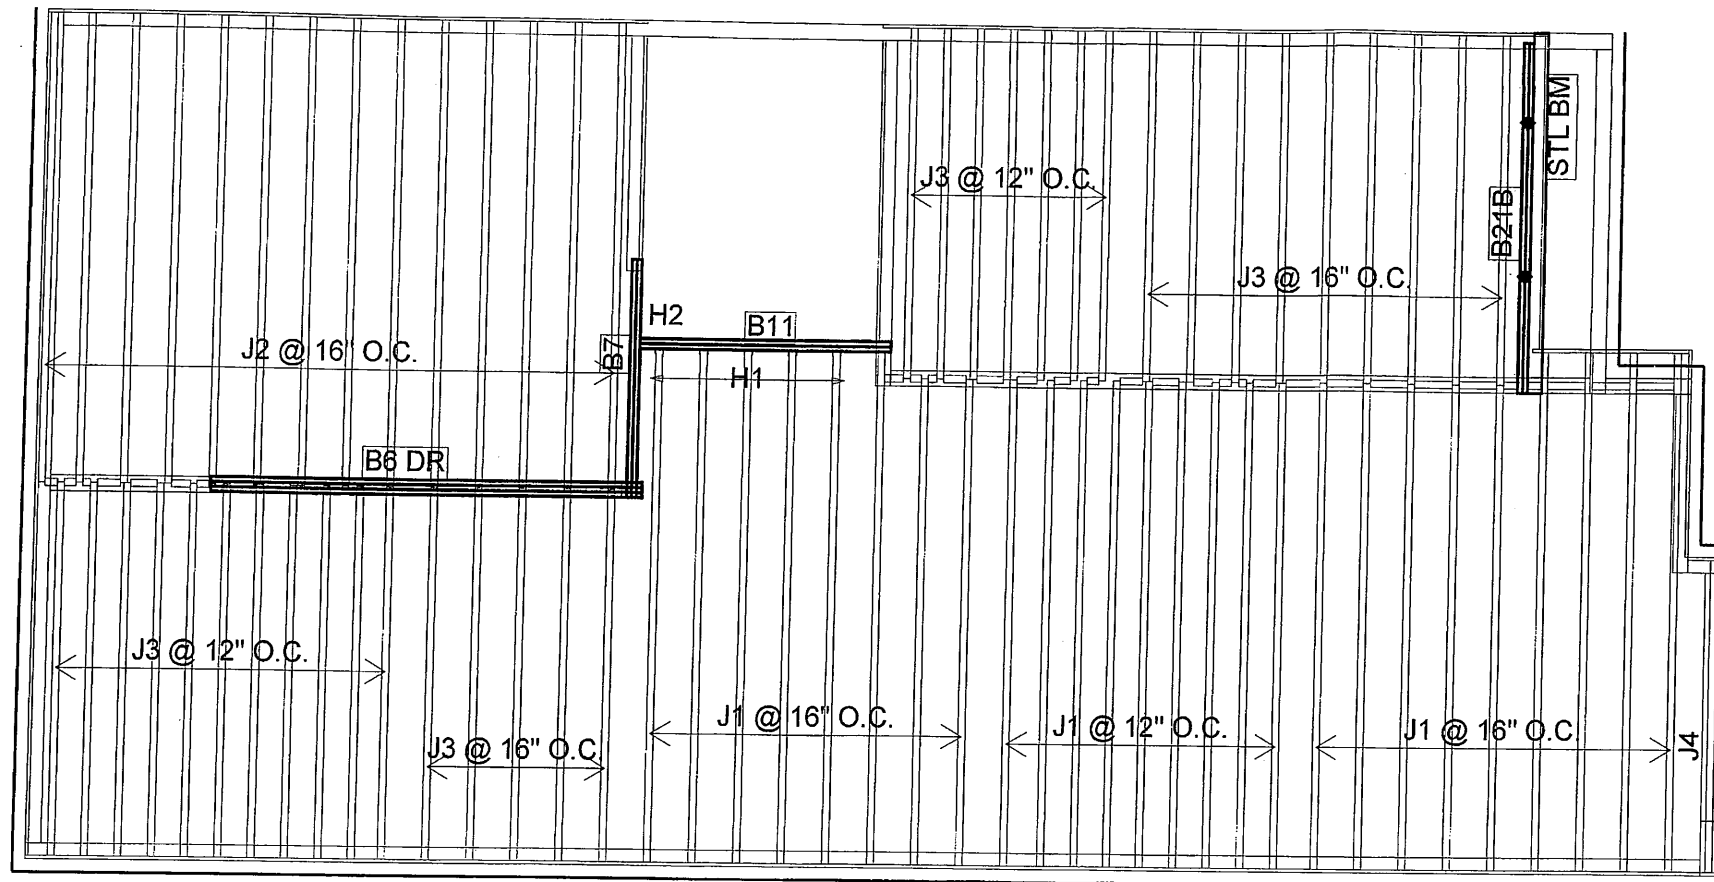 STL BM
J3 @ 12" O.C.
B21B
J3 @ 16" O.C.
H2
B11
B7
J2 @ 16" O.C.
H1
B6 DR
J3 @ 12" O.C.
J1 @ 16" O.C.
J1 @ 12" O.C.
J1 @ 16" O.C.
J4
J3 @ 16" O.C.